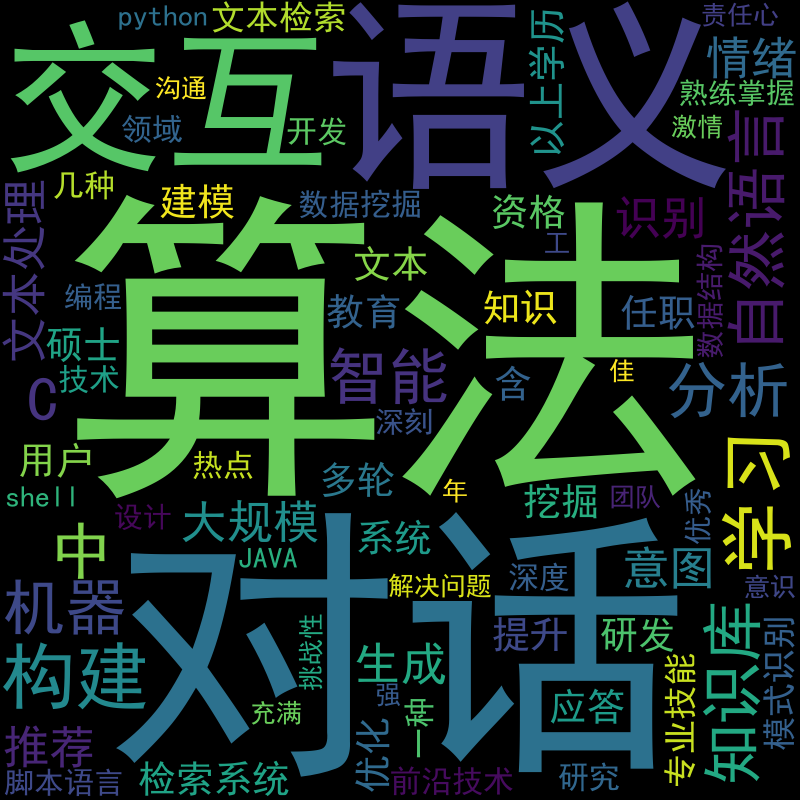 python
文本检索
责任心
交互
语义
以上学历
情绪
沟通
领域
开发
熟练掌握
激情
几种
建模
数据挖掘
资格
识别
自然语言
文本处理
算法
工
编程
文本
知识
教育
任职
数据结构
硕士
技术
智能
含
佳
分析
C
深刻
学习
用户
热点
多轮
年
挖掘
团队
优秀
shell
设计
大规模
系统
中
JAVA
解决问题
深度
意图
意识
机器
对话
提升
研发
知识库
模式识别
构建
挑战性
生成
强
一种
应答
专业技能
充满
推荐
优化
脚本语言
检索系统
前沿技术
研究